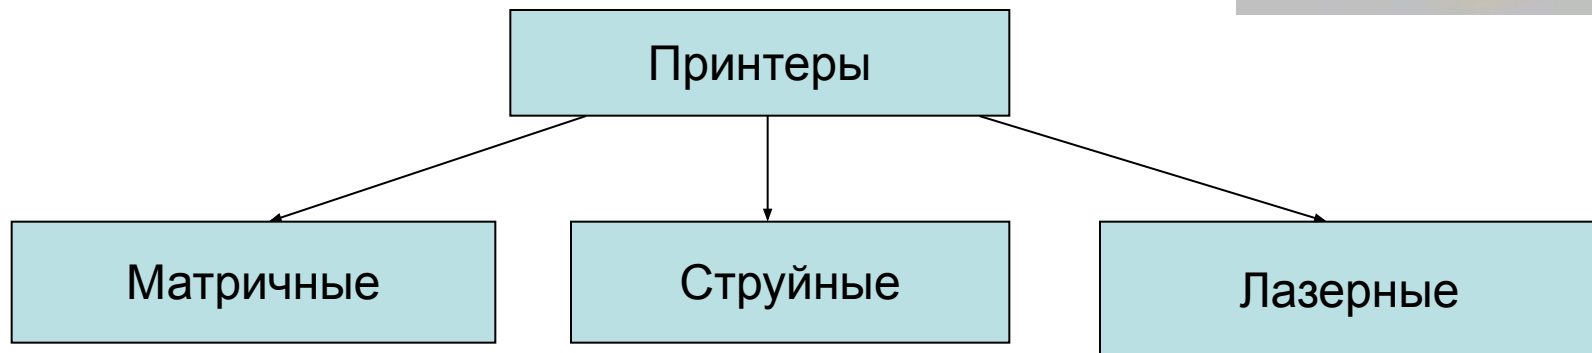 Принтеры
Матричные
Струйные
Лазерные